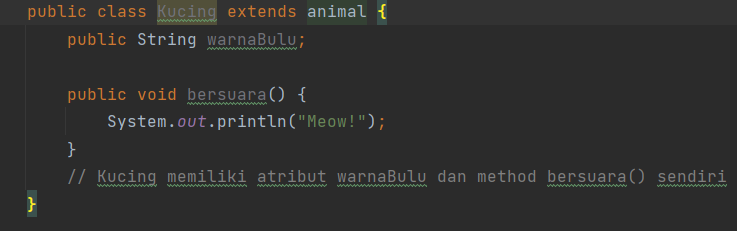 public class Kucing extends animal {
public String warnaBulu;
public void bersuara() {
System.out.println("Meow!");
}
// Kucing memiliki atribut warnaBulu dan method bersuara() sendiri
}